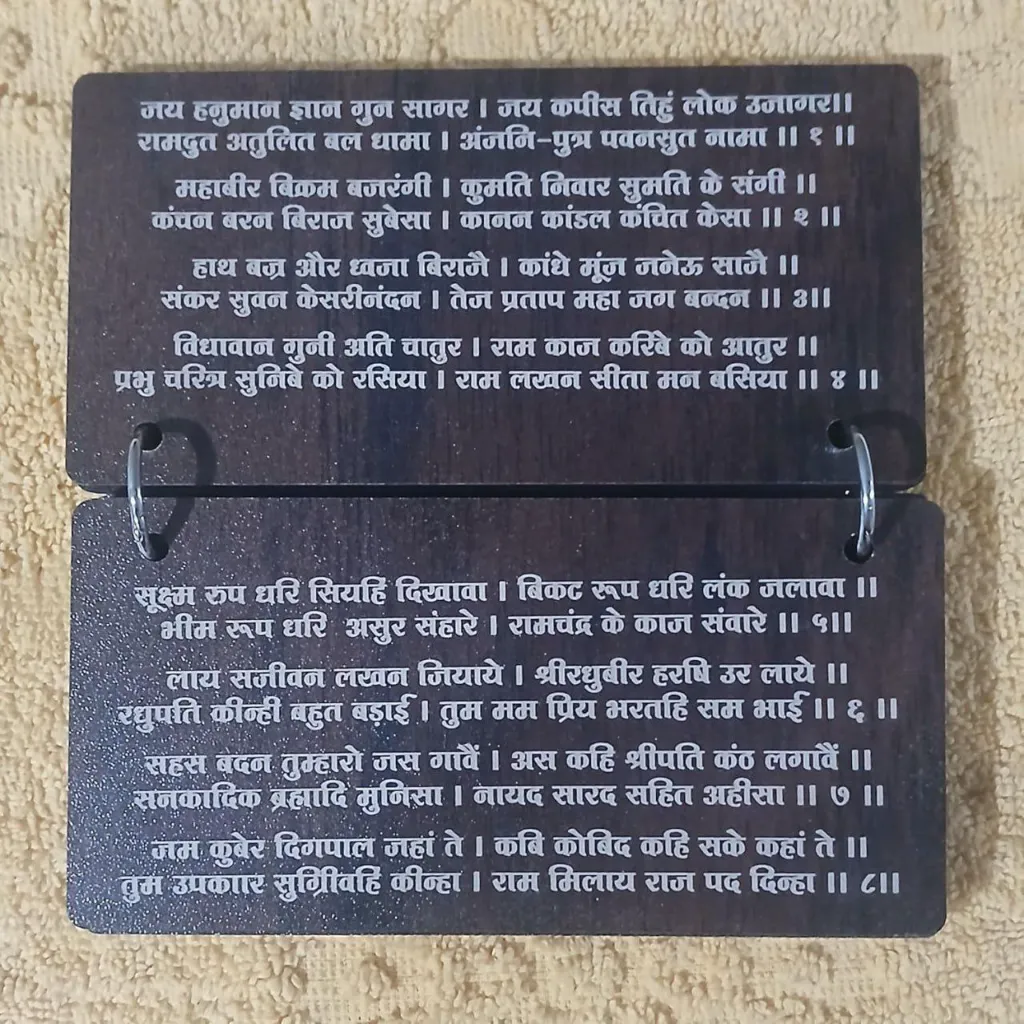 जय हनुमान ज्ञान गुन सागर । जय कपीस तिहुं लोक उजागर।।
रामदुत अतुलित बल धामा । अंजनि-पुत्र पवनसुत नामा ।। १ ।।
महाबीर बिक्रम बजरंगी । कुमति निवार सुमति के संगी ।।
कंचन बरन बिराज सुबेसा । कानन कांडल कंचित केसा ।। २ ।।
हाथ बज्र और ध्वजा बिराजै । कांधे मूंज जनेऊ साजै ।।
संकर सुवन केसरीनंदन । तेज प्रताप महा जग बन्दन ।। ३।।
विधावान गुनी अति चातुर । राम काज करिबे को आतुर ।।
प्रभु चरित्र सुनिबे को रसिया । राम लखन सीता मन बसिया ।। ४ ।।
सूक्ष्म रुप धरि सियहिं दिखावा । बिकट रूप धरि लंक जलावा ।।
भीम रूप धरि असुर संहारे । रामचंद्र के काज संवारे ।। ५।।
लाय सजीवन लखन जियाये । श्रीरधुबीर हरषि उर लाये ।।
रधुपति कीन्ही बहुत बड़ाई । तुम मम प्रिय भरतहि सम भाई ।। ६ ।।
सहस बदन तुम्हारो जस गावैं । अस कहि श्रीपति कंठ लगावैं ।।
सनकादिक ब्रह्मादि मुनिसा । नायद सारद सहित अहीसा ।। ७ ।।
जम कुबेर दिगपाल जहां ते । कबि कोबिद कहि सके कहां ते ।।
तुम उपकाार सुग्रिवहिं कीन्हा । राम मिलाय राज पद दिन्हा ।। ८।।